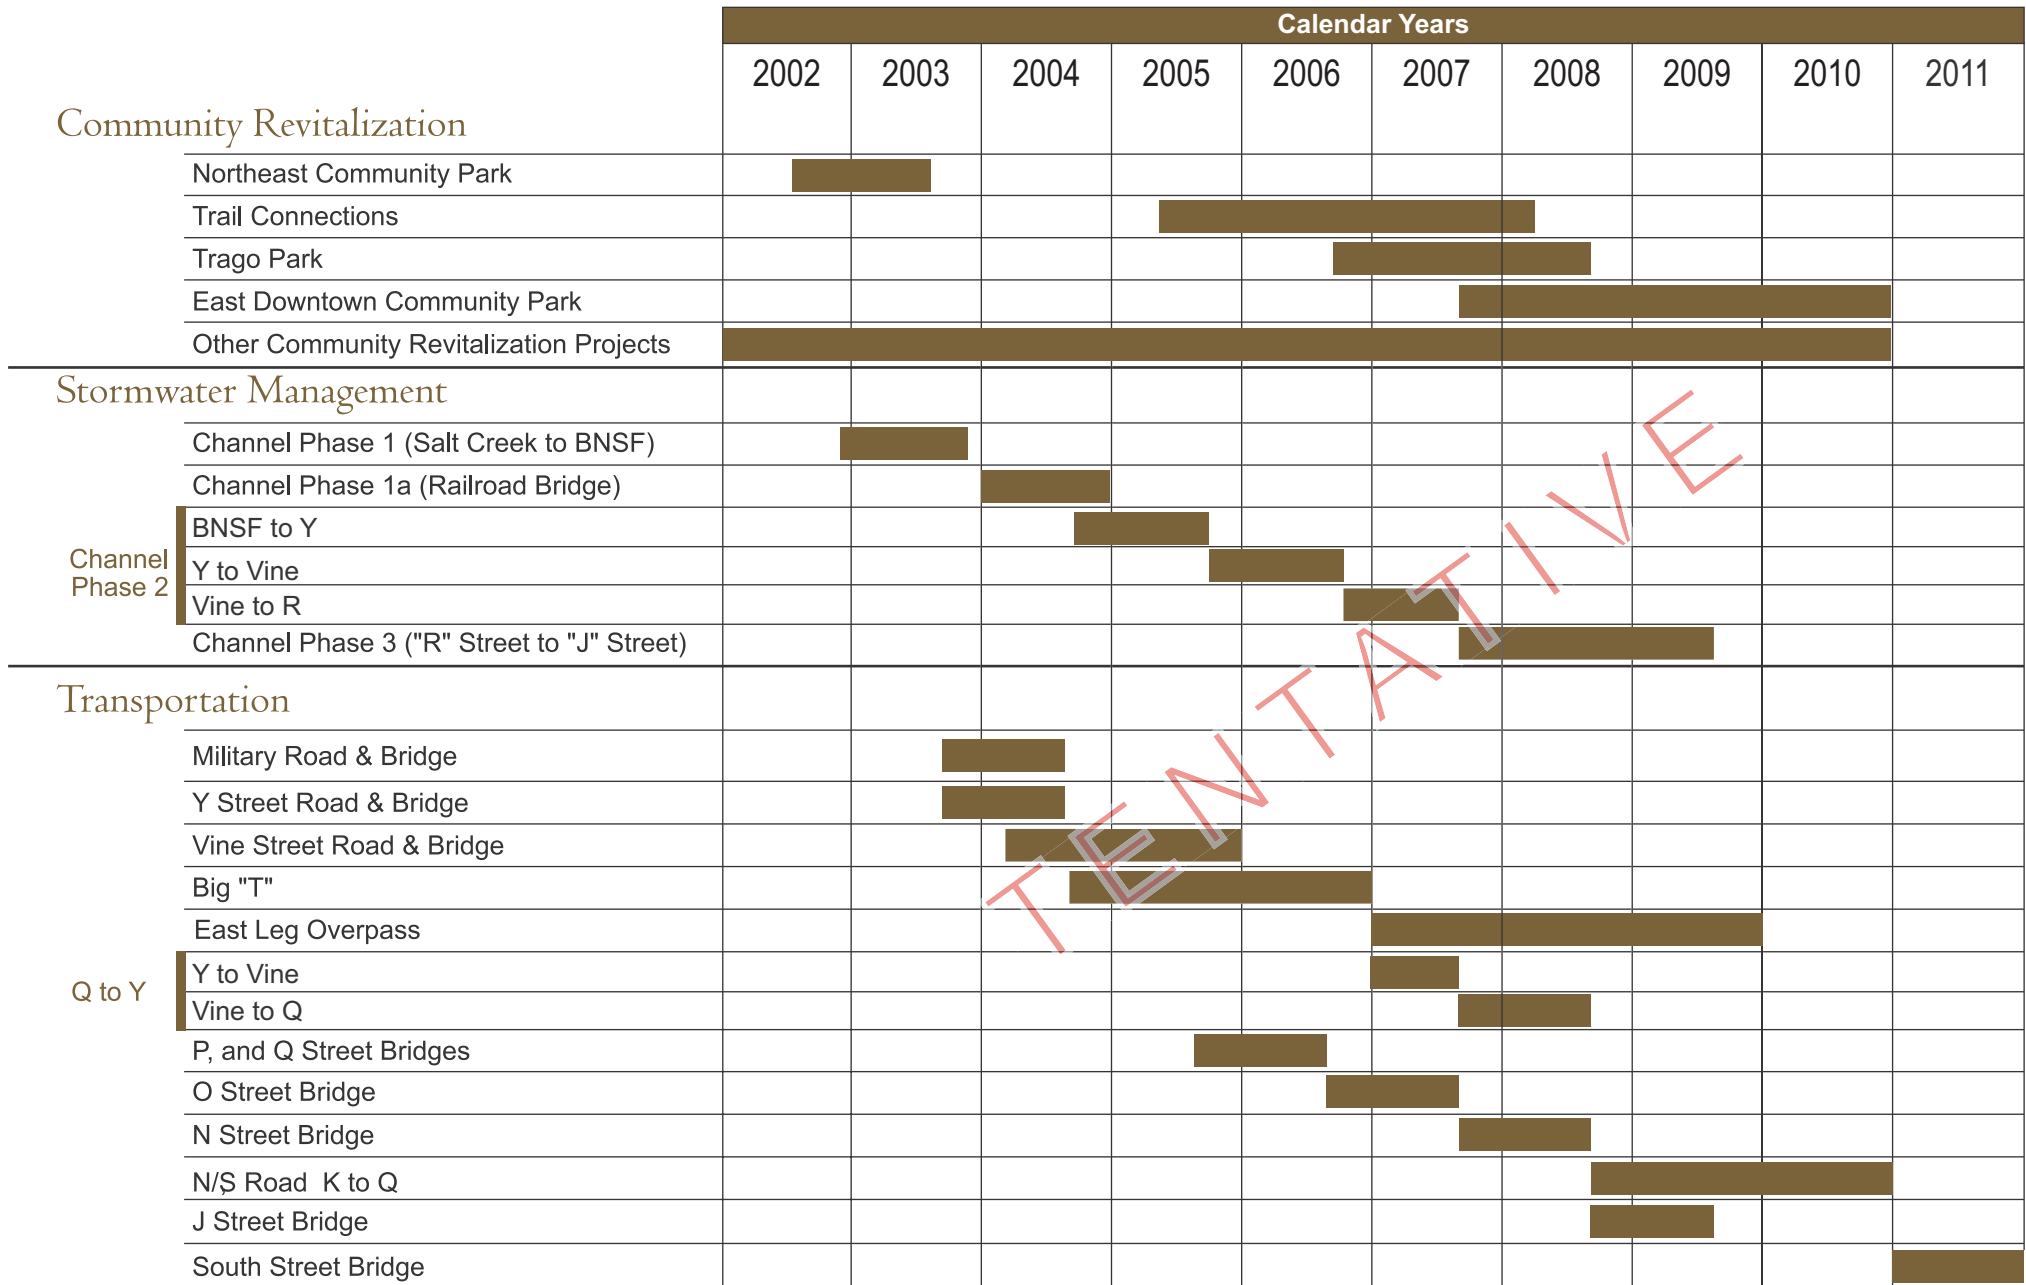 Calendar Years
2002 2003 2004 2005 2006 2007 2008 2009 2010 2011
Community Revitalization
Northeast Community Park
Trail Connections
Trago Park
East Downtown Community Park
Other Community Revitalization Projects
Stormwater Management
Channel Phase 1 (Salt Creek to BNSF)
Channel Phase 1a (Railroad Bridge)
Channel
Phase 2
BNSF to Y
Y to Vine
Vine to R
Channel Phase 3 ("R" Street to "J" Street)
Transportation
Military Road & Bridge
Y Street Road & Bridge
Vine Street Road & Bridge
Big "T"
East Leg Overpass
Q to Y
Y to Vine
Vine to Q
P, and Q Street Bridges
O Street Bridge
N Street Bridge
N/S Road K to Q
J Street Bridge
South Street Bridge
TENTATIVE